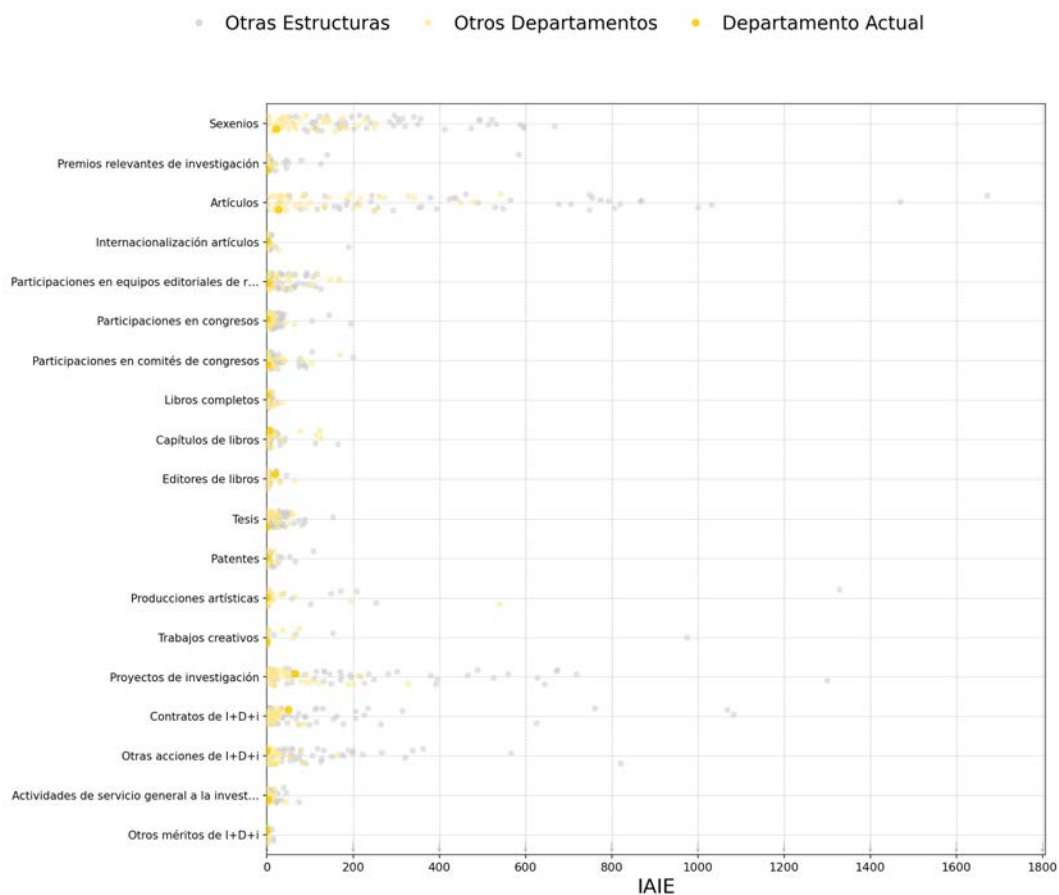 Otras Estructuras Otros Departamentos Departamento Actual
Sexenios
Premios relevantes de investigación
Artículos
Internacionalización artículos
Participaciones en equipos editoriales de r...
Participaciones en congresos
Participaciones en comités de congresos
Libros completos
Capítulos de libros
Editores de libros
Tesis
Patentes
Producciones artísticas
Trabajos creativos
Proyectos de investigación
Contratos de I+D+i
Otras acciones de I+D+i
Actividades de servicio general a la invest...
Otros méritos de I+D+i
0 200 400 600 800 1000 1200 1400 1600 1800
IAIE